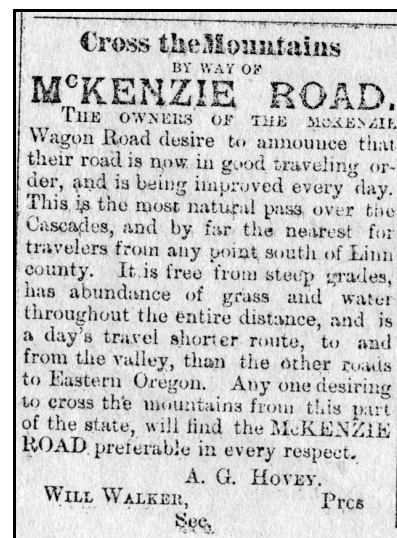 Cross the Mountains
BY WAY OF
McKENZIE ROAD.
THE OWNERS OF THE MCKENZIE
Wagon Road desire to announce that
their road is now in good traveling or-
der, and is being improved every day.
This is the most natural pass over the
Cascades, and by far the nearest for
travelers from any point south of Linn
county. It is free from steep grades,
has abundance of grass and water
throughout the entire distance, and is
a day's travel shorter route, to and
from the valley, than the other roads
to Eastern Oregon. Any one desiring
to cross the mountains from this part
of the state, will find the McKENZIE
ROAD preferable in every respect.
A. G. HOVEY.
WILL WALKER, Pres
Sec.